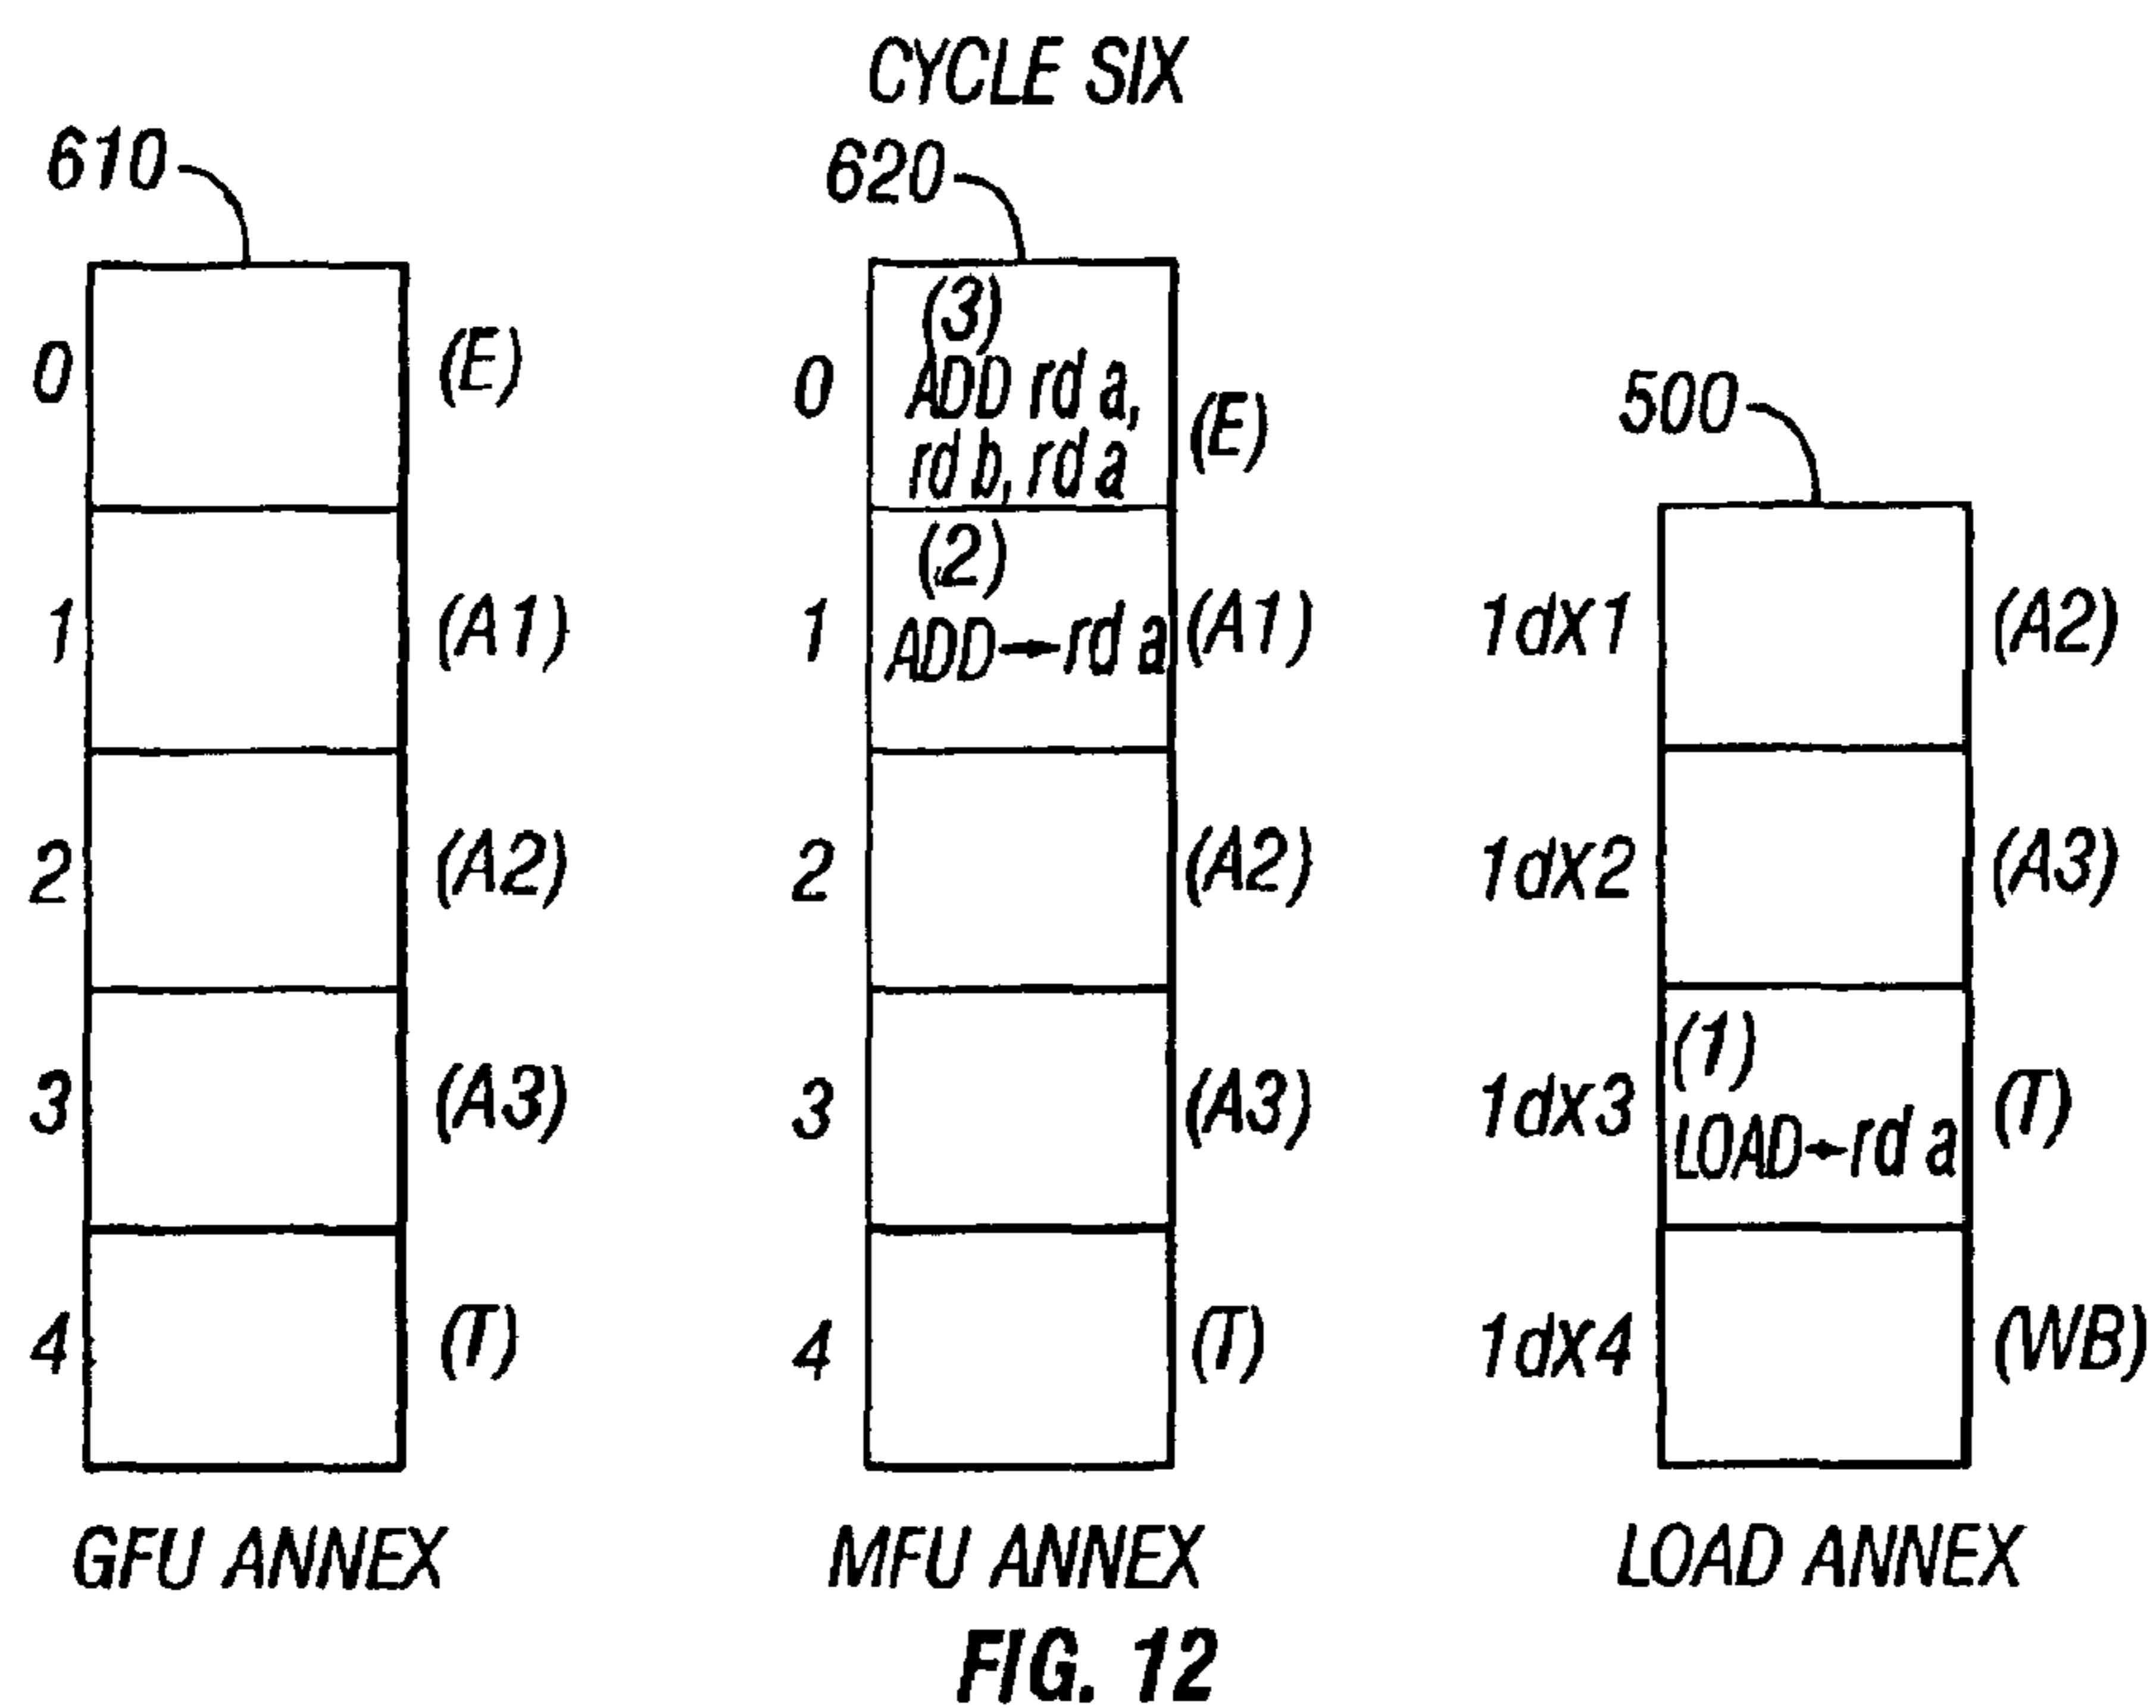 CYCLE SIX
610
620
500
0
(E)
1
(A1)
2
(A2)
3
(A3)
4
(T)
GFU ANNEX
0
(3)
ADD rd a,
rd b, rd a
(E)
1
(2)
ADD→rd a
(A1)
2
(A2)
3
(A3)
4
(T)
MFU ANNEX
1dX1
(A2)
1dX2
(A3)
1dX3
(1)
LOAD→rd a
(T)
1dX4
(WB)
LOAD ANNEX
FIG. 12